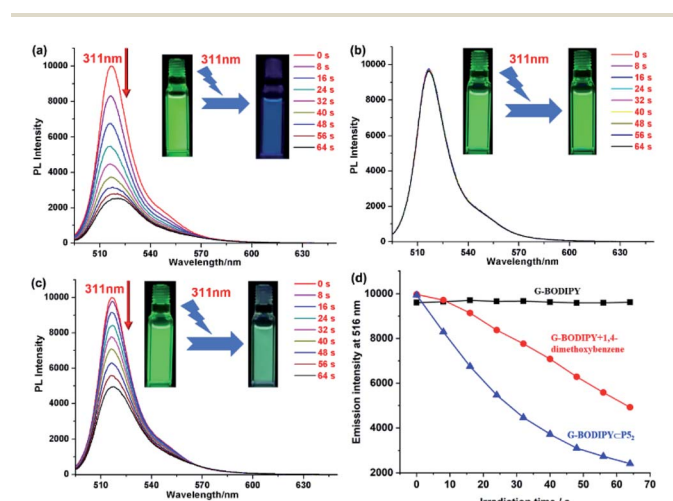 (a)
311nm
311nm
0 s
8 s
16 s
24 s
32 s
40 s
48 s
56 s
64 s
10000
8000
6000
4000
2000
0
PL Intensity
510 540 570 600 630
Wavelength/nm
(b)
311nm
0 s
8 s
16 s
24 s
32 s
40 s
48 s
56 s
64 s
10000
8000
6000
4000
2000
0
PL Intensity
510 540 570 600 630
Wavelength/nm
(c)
311nm
311nm
0 s
8 s
16 s
24 s
32 s
40 s
48 s
56 s
64 s
10000
8000
6000
4000
2000
0
PL Intensity
510 540 570 600 630
Wavelength/nm
(d)
G-BODIPY
G-BODIPY+1,4-
dimethoxybenzene
G-BODIPY⊂P5₂
10000
8000
6000
4000
2000
Emission intensity at 516 nm
0 10 20 30 40 50 60 70
Irradiation time / s